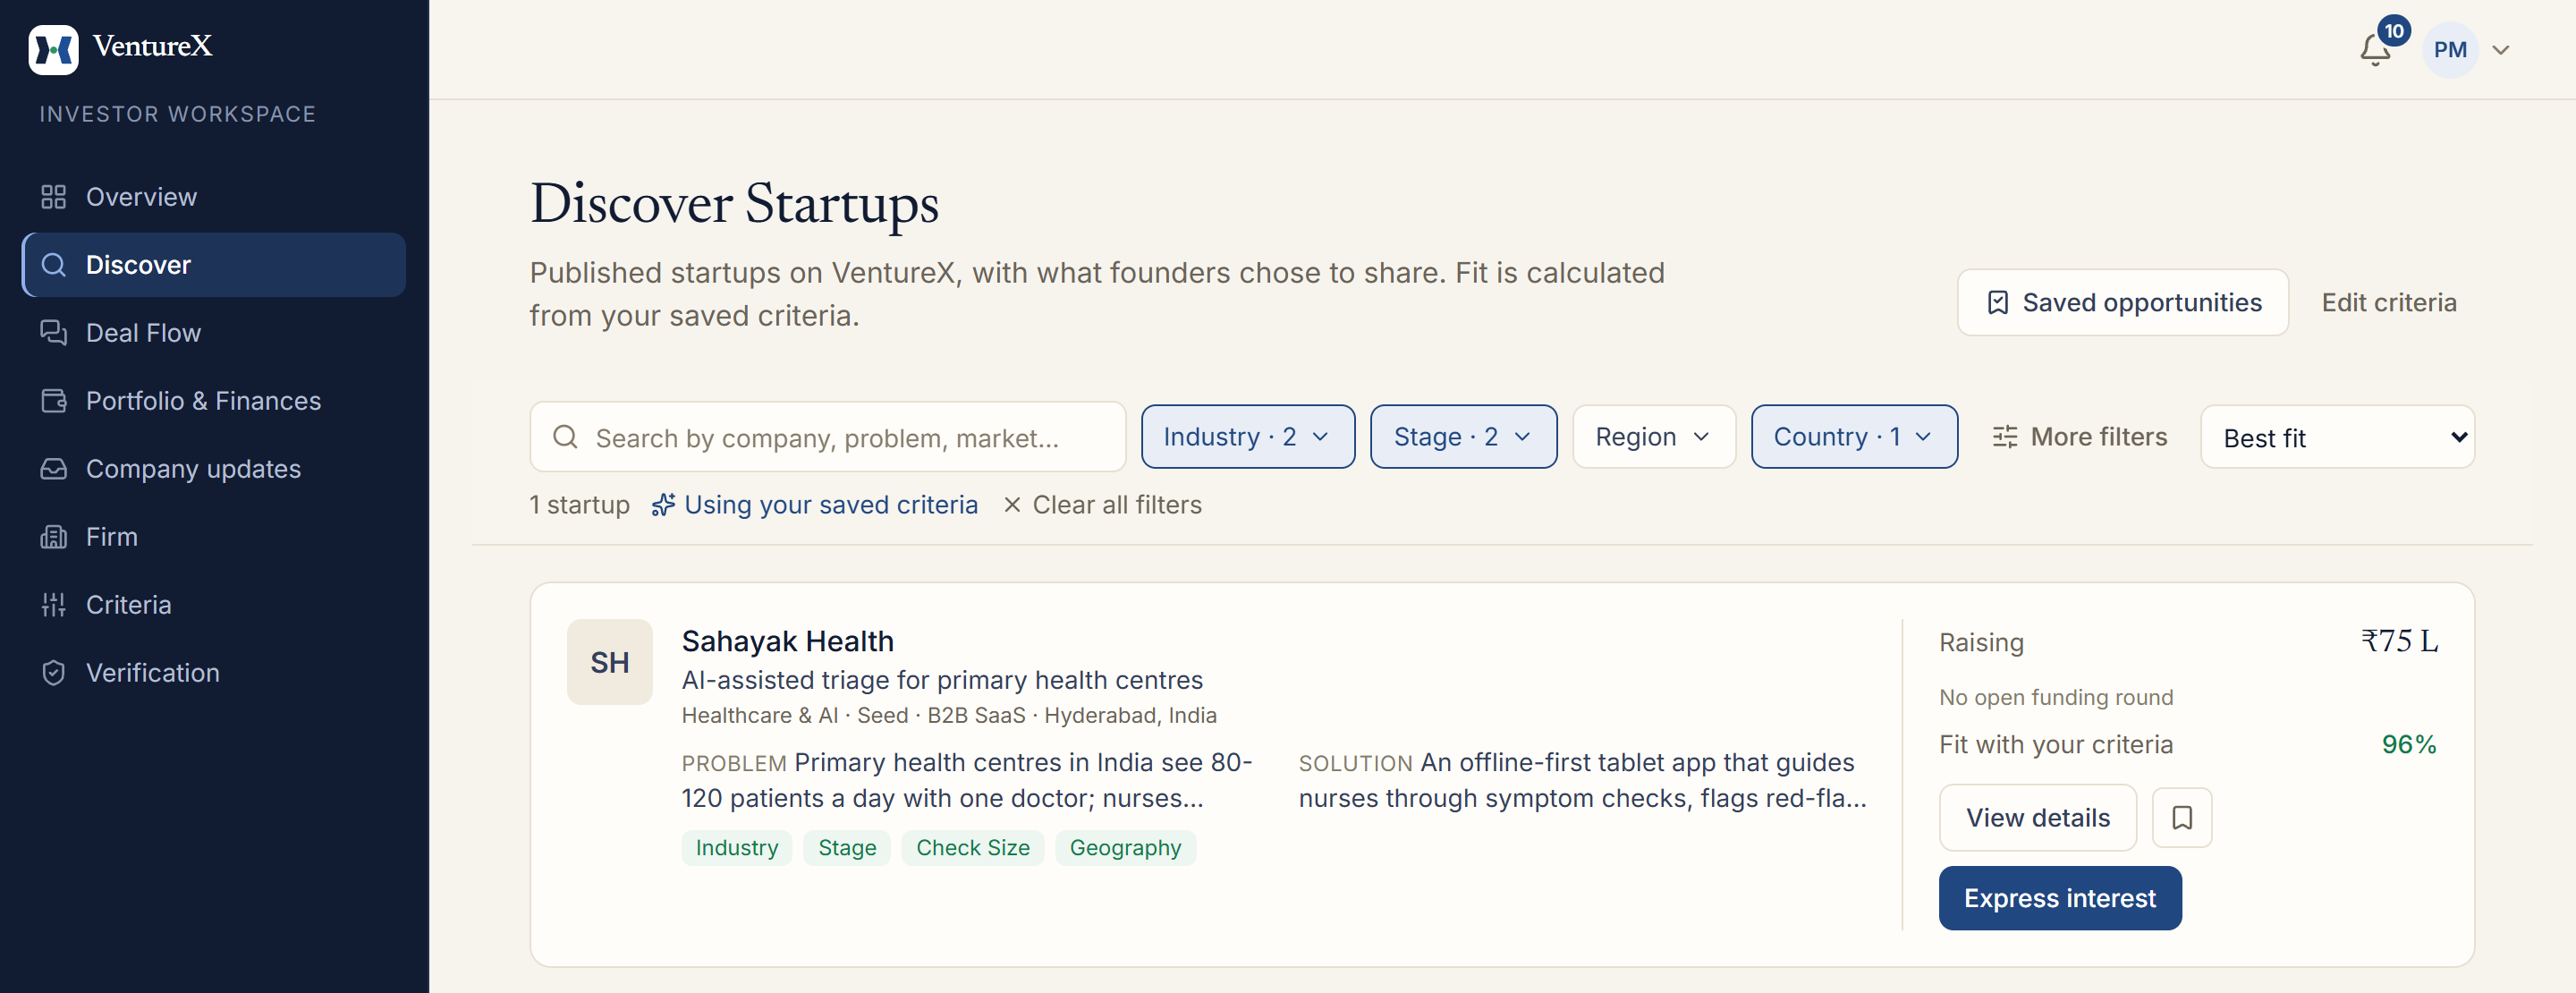 VentureX
INVESTOR WORKSPACE
Overview
Discover
Deal Flow
Portfolio & Finances
Company updates
Firm
Criteria
Verification
10
PM
Discover Startups
Published startups on VentureX, with what founders chose to share. Fit is calculated
from your saved criteria.
Saved opportunities
Edit criteria
Search by company, problem, market...
Industry · 2
Stage · 2
Region
Country · 1
More filters
Best fit
1 startup
Using your saved criteria
Clear all filters
SH
Sahayak Health
AI-assisted triage for primary health centres
Healthcare & AI · Seed · B2B SaaS · Hyderabad, India
PROBLEM Primary health centres in India see 80-
120 patients a day with one doctor; nurses...
SOLUTION An offline-first tablet app that guides
nurses through symptom checks, flags red-fla...
Industry
Stage
Check Size
Geography
Raising
₹75 L
No open funding round
Fit with your criteria
96%
View details
Express interest